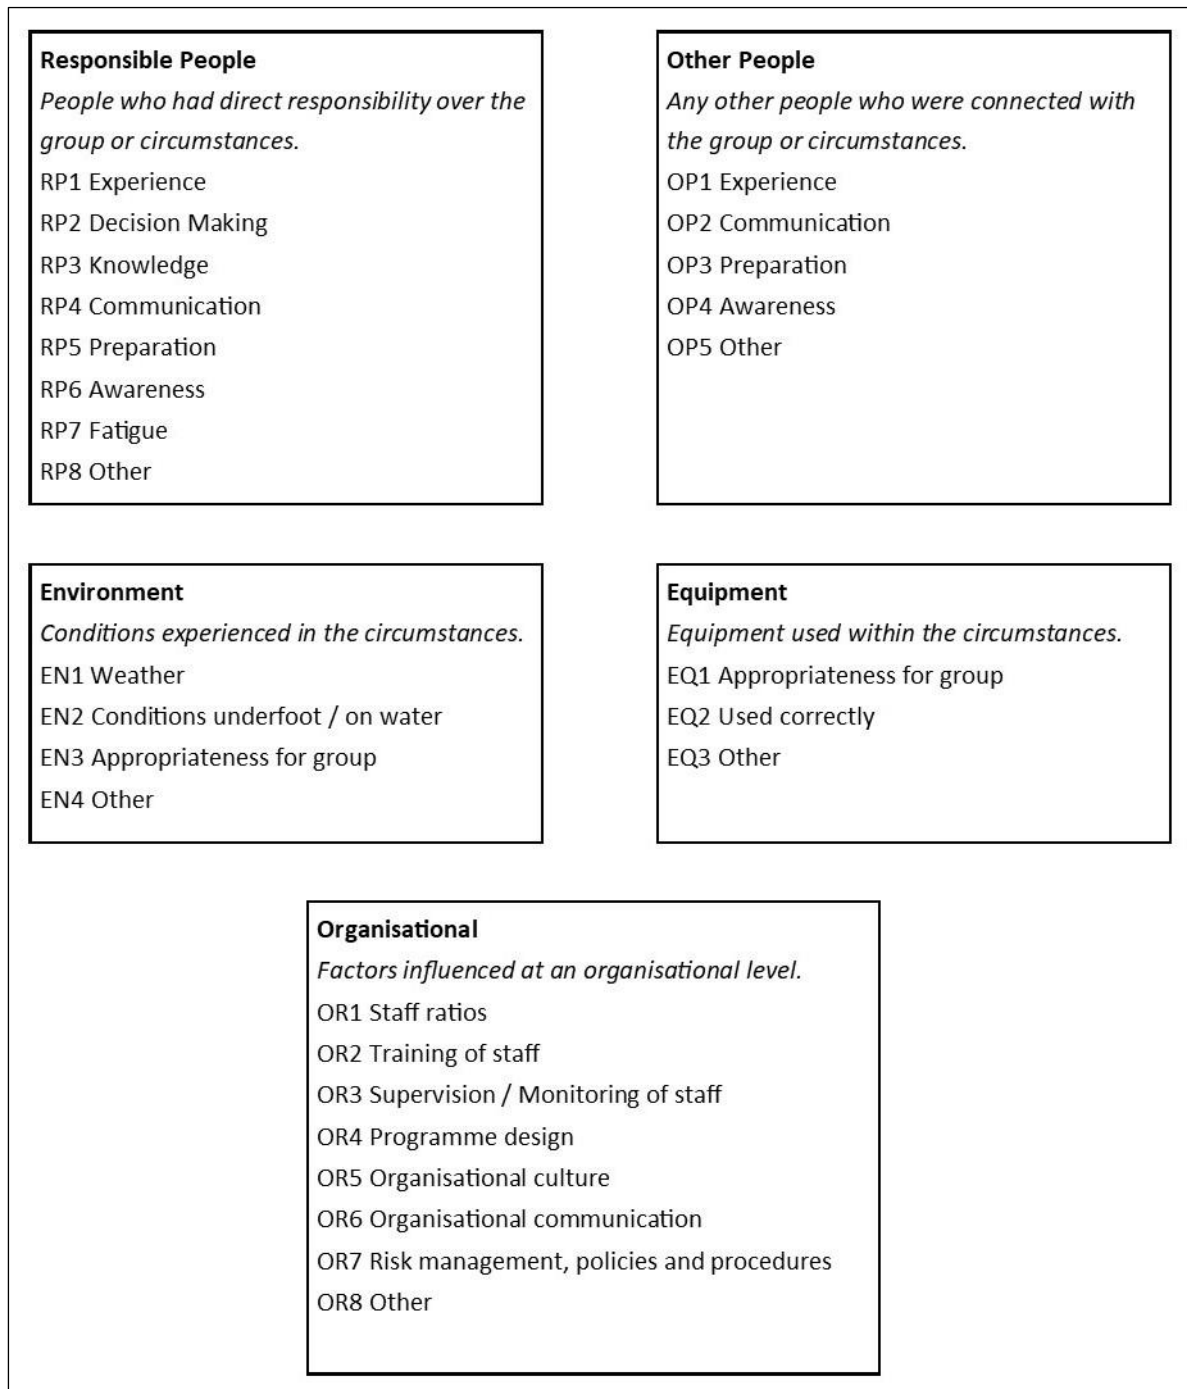 Responsible People
People who had direct responsibility over the
group or circumstances.
RP1 Experience
RP2 Decision Making
RP3 Knowledge
RP4 Communication
RP5 Preparation
RP6 Awareness
RP7 Fatigue
RP8 Other
Other People
Any other people who were connected with
the group or circumstances.
OP1 Experience
OP2 Communication
OP3 Preparation
OP4 Awareness
OP5 Other
Environment
Conditions experienced in the circumstances.
EN1 Weather
EN2 Conditions underfoot / on water
EN3 Appropriateness for group
EN4 Other
Equipment
Equipment used within the circumstances.
EQ1 Appropriateness for group
EQ2 Used correctly
EQ3 Other
Organisational
Factors influenced at an organisational level.
OR1 Staff ratios
OR2 Training of staff
OR3 Supervision / Monitoring of staff
OR4 Programme design
OR5 Organisational culture
OR6 Organisational communication
OR7 Risk management, policies and procedures
OR8 Other